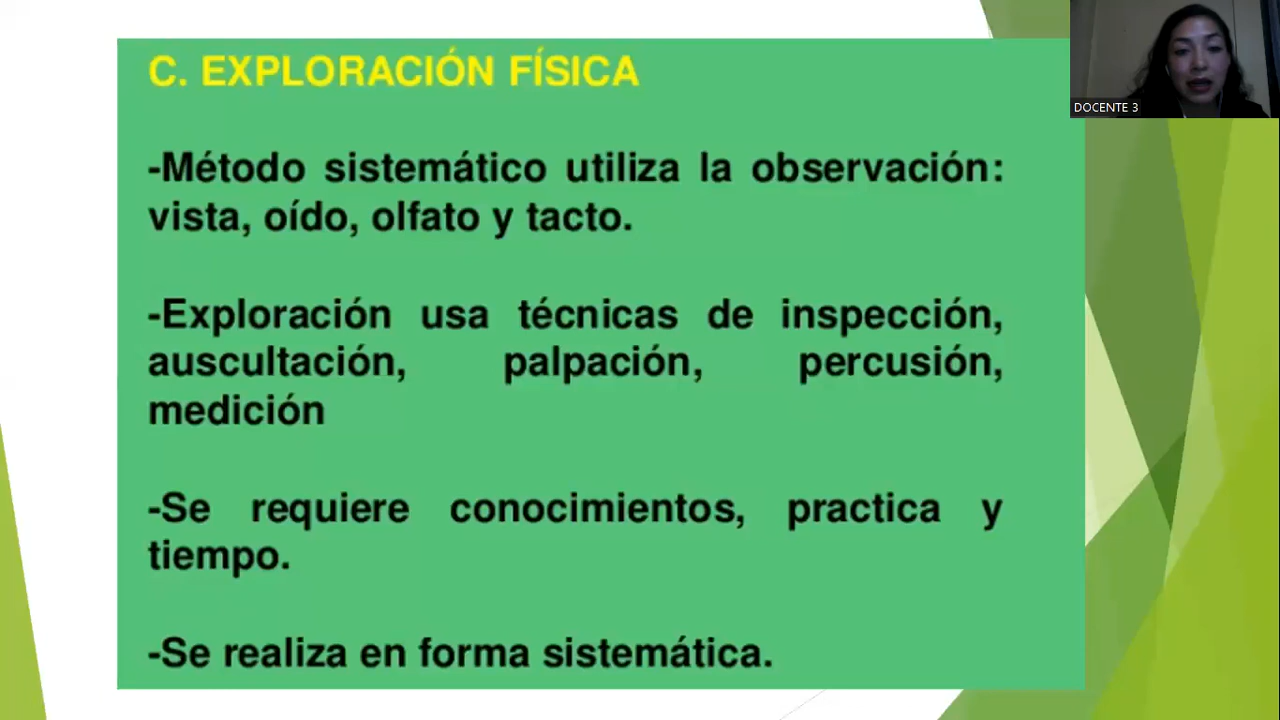 C. EXPLORACIÓN FÍSICA
-Método sistemático utiliza la observación:
vista, oído, olfato y tacto.
-Exploración usa técnicas de inspección,
auscultación, palpación, percusión,
medición
-Se requiere conocimientos, practica y
tiempo.
-Se realiza en forma sistemática.
DOCENTE 3